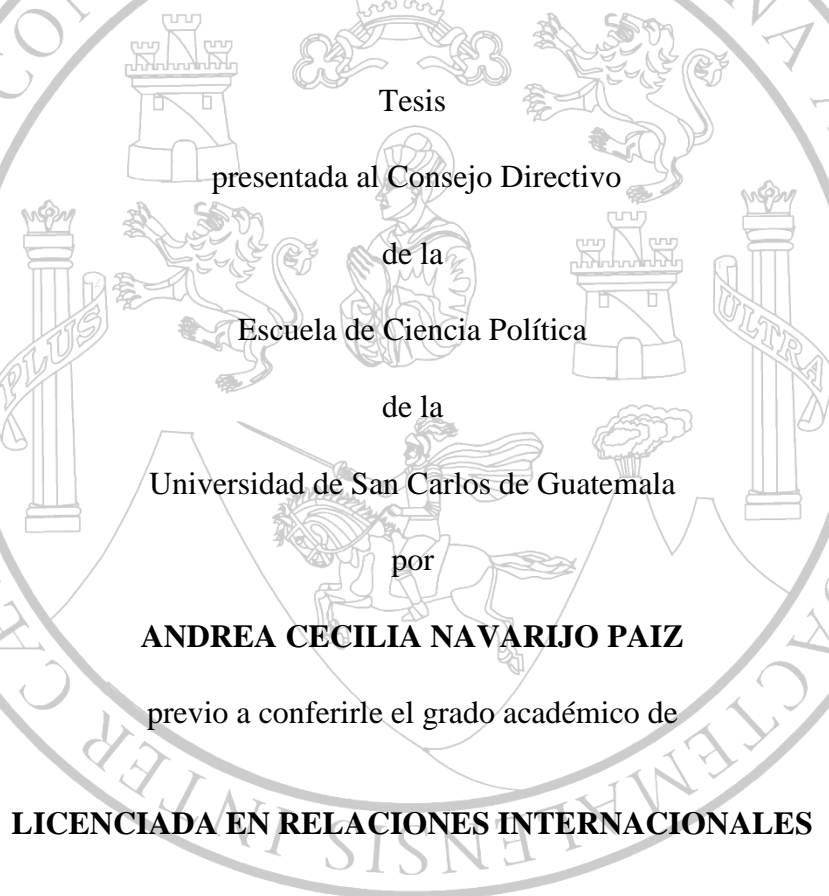 Tesis
presentada al Consejo Directivo
de la
Escuela de Ciencia Política
de la
PLUS
ULTRA
Universidad de San Carlos de Guatemala
por
ANDREA CECILIA NAVARIJO PAIZ
previo a conferirle el grado académico de
LICENCIADA EN RELACIONES INTERNACIONALES
INTER